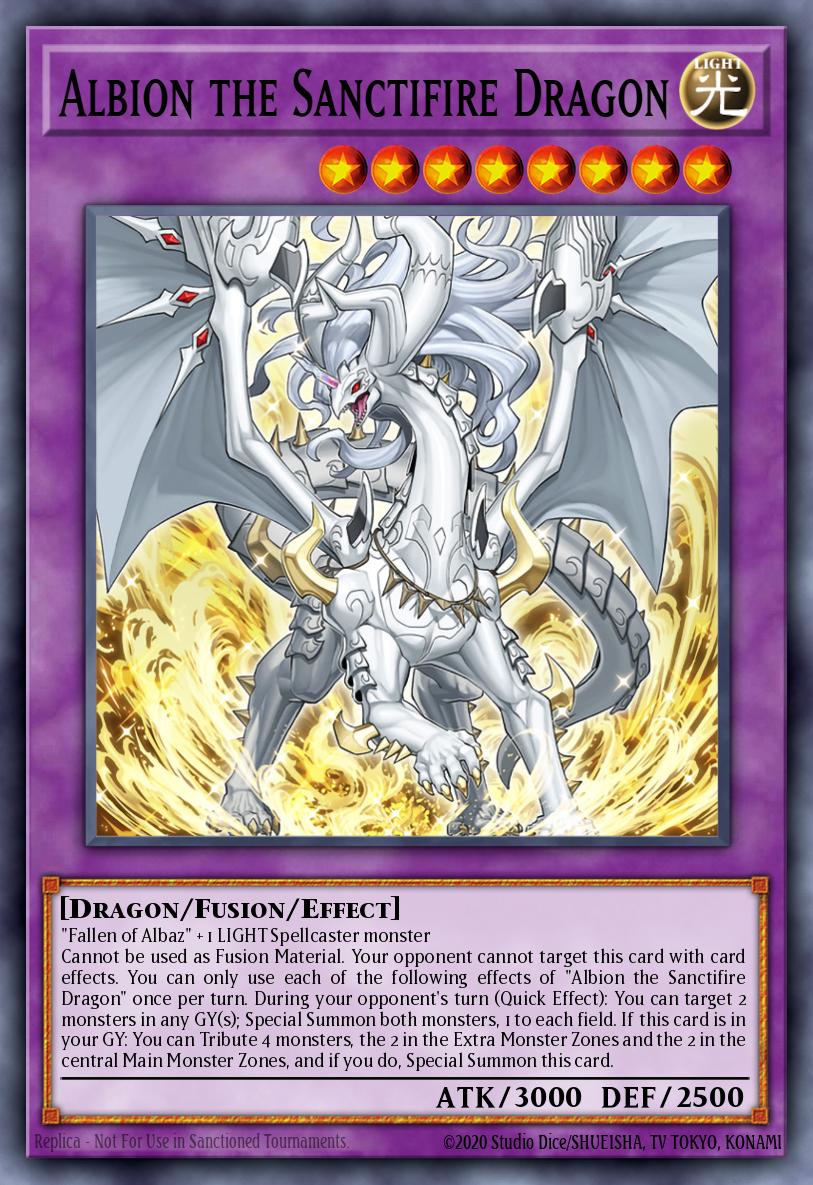 ALBION THE SANCTIFIRE DRAGON
LIGHT
光
[DRAGON/FUSION/EFFECT]
"Fallen of Albaz" + 1 LIGHT Spellcaster monster
Cannot be used as Fusion Material. Your opponent cannot target this card with card
effects. You can only use each of the following effects of "Albion the Sanctifire
Dragon" once per turn. During your opponent's turn (Quick Effect): You can target 2
monsters in any GY(s); Special Summon both monsters, 1 to each field. If this card is in
your GY: You can Tribute 4 monsters, the 2 in the Extra Monster Zones and the 2 in the
central Main Monster Zones, and if you do, Special Summon this card.
ATK/3000 DEF/2500
Replica - Not For Use in Sanctioned Tournaments.
©2020 Studio Dice/SHUEISHA, TV TOKYO, KONAMI